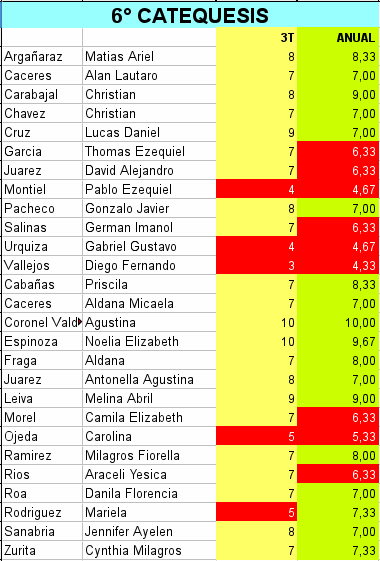 6° CATEQUESIS
3T ANUAL
Argañaraz Matias Ariel 8 8,33
Caceres Alan Lautaro 7 7,00
Carabajal Christian 8 9,00
Chavez Christian 7 7,00
Cruz Lucas Daniel 9 7,00
Garcia Thomas Ezequiel 7 6,33
Juarez David Alejandro 7 6,33
Montiel Pablo Ezequiel 4 4,67
Pacheco Gonzalo Javier 8 7,00
Salinas German Imanol 7 6,33
Urquiza Gabriel Gustavo 4 4,67
Vallejos Diego Fernando 3 4,33
Cabañas Priscila 7 8,33
Caceres Aldana Micaela 7 7,00
Coronel Vald Agustina 10 10,00
Espinoza Noelia Elizabeth 10 9,67
Fraga Aldana 7 8,00
Juarez Antonella Agustina 8 7,00
Leiva Melina Abril 9 9,00
Morel Camila Elizabeth 7 6,33
Ojeda Carolina 5 5,33
Ramirez Milagros Fiorella 7 8,00
Rios Araceli Yesica 7 6,33
Roa Danila Florencia 7 7,00
Rodriguez Mariela 5 7,33
Sanabria Jennifer Ayelen 8 7,00
Zurita Cynthia Milagros 7 7,33